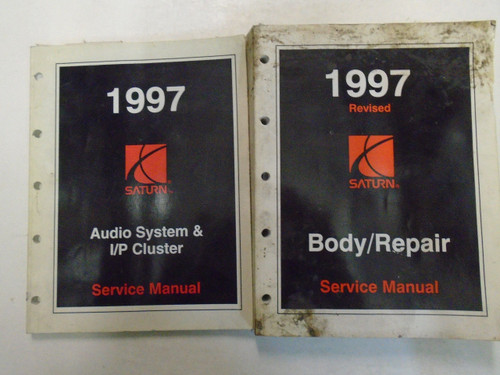 1997
SATURN
Audio System &
I/P Cluster
Service Manual
1997
Revised
SATURN
Body/Repair
Service Manual